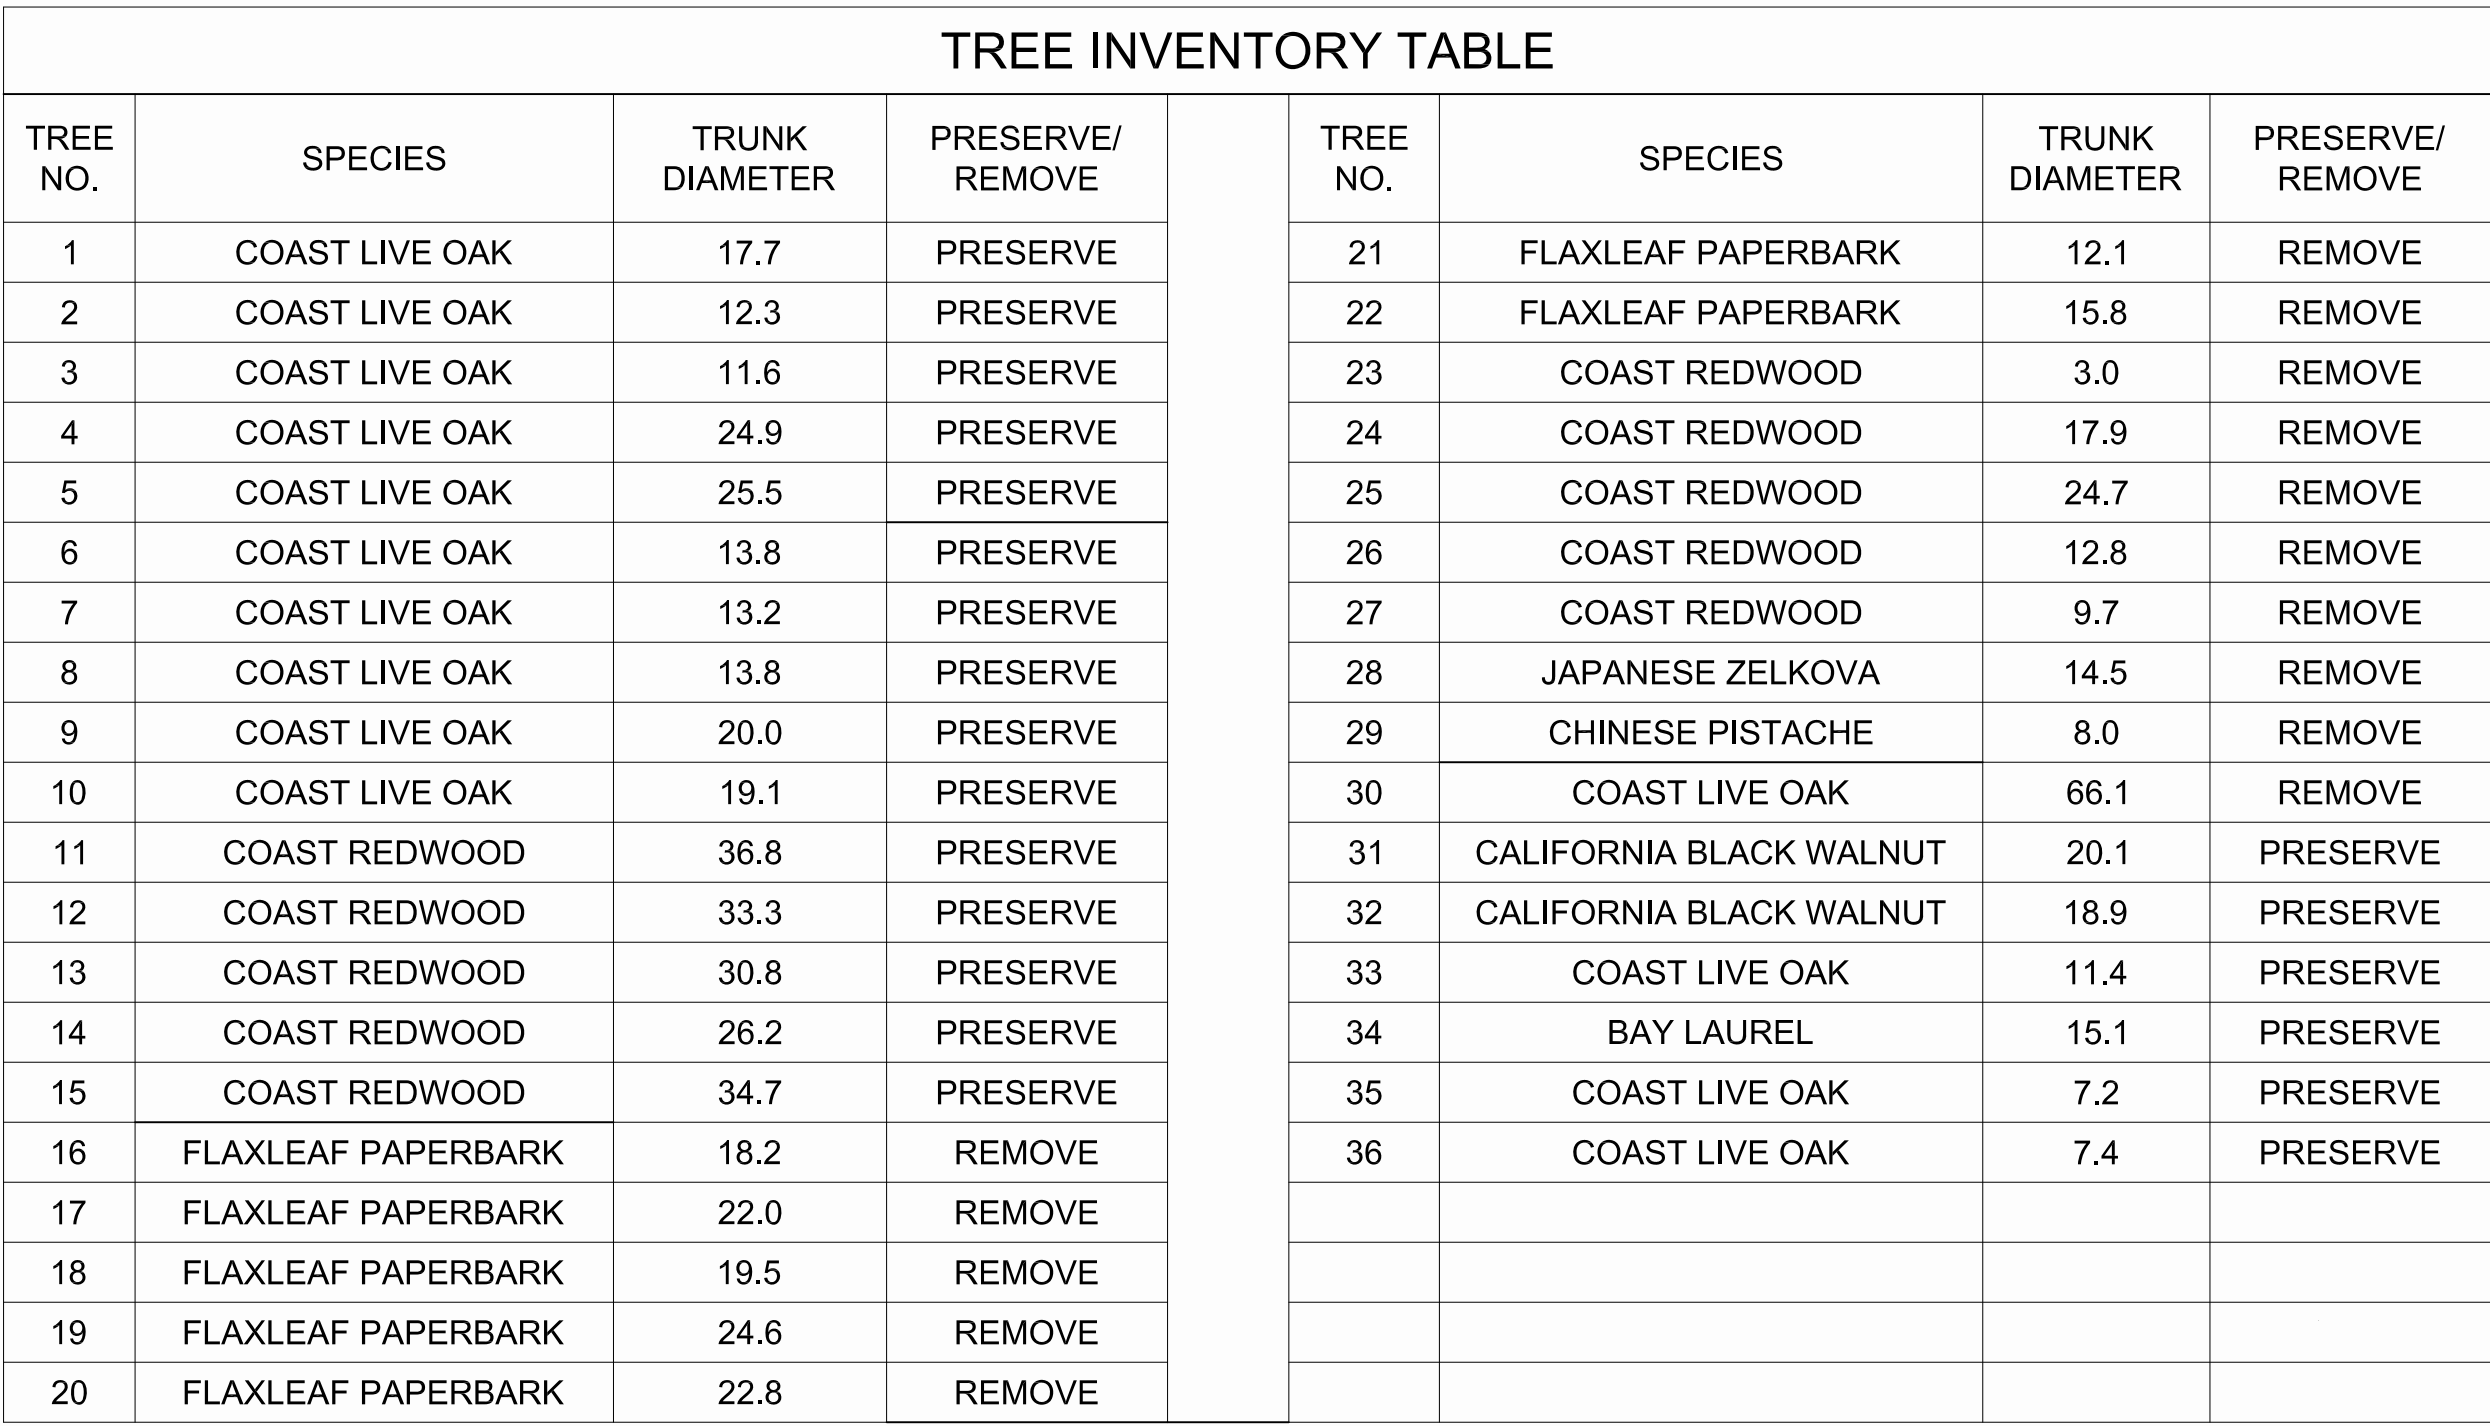 TREE INVENTORY TABLE
TREE NO. SPECIES TRUNK DIAMETER PRESERVE/ REMOVE
1 COAST LIVE OAK 17.7 PRESERVE
2 COAST LIVE OAK 12.3 PRESERVE
3 COAST LIVE OAK 11.6 PRESERVE
4 COAST LIVE OAK 24.9 PRESERVE
5 COAST LIVE OAK 25.5 PRESERVE
6 COAST LIVE OAK 13.8 PRESERVE
7 COAST LIVE OAK 13.2 PRESERVE
8 COAST LIVE OAK 13.8 PRESERVE
9 COAST LIVE OAK 20.0 PRESERVE
10 COAST LIVE OAK 19.1 PRESERVE
11 COAST REDWOOD 36.8 PRESERVE
12 COAST REDWOOD 33.3 PRESERVE
13 COAST REDWOOD 30.8 PRESERVE
14 COAST REDWOOD 26.2 PRESERVE
15 COAST REDWOOD 34.7 PRESERVE
16 FLAXLEAF PAPERBARK 18.2 REMOVE
17 FLAXLEAF PAPERBARK 22.0 REMOVE
18 FLAXLEAF PAPERBARK 19.5 REMOVE
19 FLAXLEAF PAPERBARK 24.6 REMOVE
20 FLAXLEAF PAPERBARK 22.8 REMOVE
TREE NO. SPECIES TRUNK DIAMETER PRESERVE/ REMOVE
21 FLAXLEAF PAPERBARK 12.1 REMOVE
22 FLAXLEAF PAPERBARK 15.8 REMOVE
23 COAST REDWOOD 3.0 REMOVE
24 COAST REDWOOD 17.9 REMOVE
25 COAST REDWOOD 24.7 REMOVE
26 COAST REDWOOD 12.8 REMOVE
27 COAST REDWOOD 9.7 REMOVE
28 JAPANESE ZELKOVA 14.5 REMOVE
29 CHINESE PISTACHE 8.0 REMOVE
30 COAST LIVE OAK 66.1 REMOVE
31 CALIFORNIA BLACK WALNUT 20.1 PRESERVE
32 CALIFORNIA BLACK WALNUT 18.9 PRESERVE
33 COAST LIVE OAK 11.4 PRESERVE
34 BAY LAUREL 15.1 PRESERVE
35 COAST LIVE OAK 7.2 PRESERVE
36 COAST LIVE OAK 7.4 PRESERVE